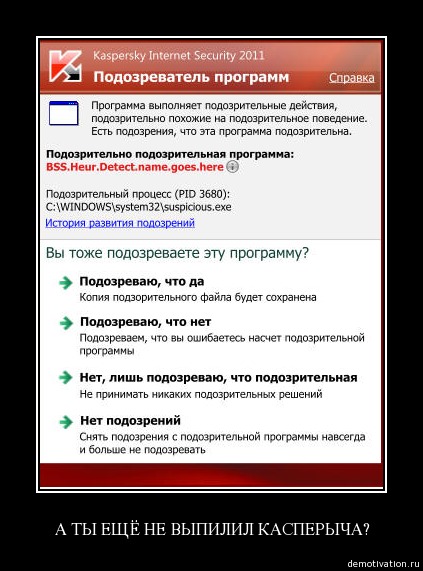 Kaspersky Internet Security 2011
Подозреватель программ
Справка
Программа выполняет подозрительные действия,
подозрительно похожие на подозрительное поведение.
Есть подозрения, что эта программа подозрительна.
Подозрительно подозрительная программа:
BSS.Heur.Detect.name.goes.here
Подозрительный процесс (PID 3680):
C:\WINDOWS\system32\suspicious.exe
История развития подозрений
Вы тоже подозреваете эту программу?
Подозреваю, что да
Копия подзорительного файла будет сохранена
Подозреваю, что нет
Подозреваем, что вы ошибаетесь насчет подозрительной
программы
Нет, лишь подозреваю, что подозрительная
Не принимать никаких подозрительных решений
Нет подозрений
Снять подозрения с подозрительной программы навсегда
и больше не подозревать
А ТЫ ЕЩЁ НЕ ВЫПИЛИЛ КАСПЕРЫЧА?
demotivation.ru